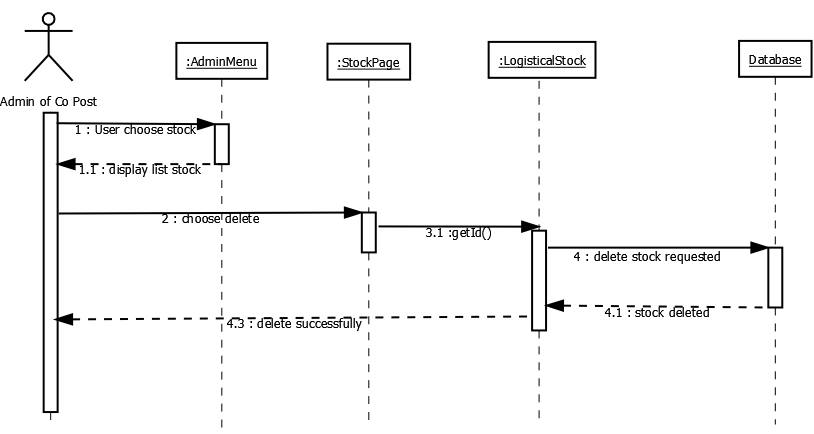 :AdminMenu
:StockPage
:LogisticalStock
Database
Admin of Co Post
1 : User choose stock
1.1 : display list stock
2 : choose delete
3.1 :getId()
4 : delete stock requested
4.1 : stock deleted
4.3 : delete successfully